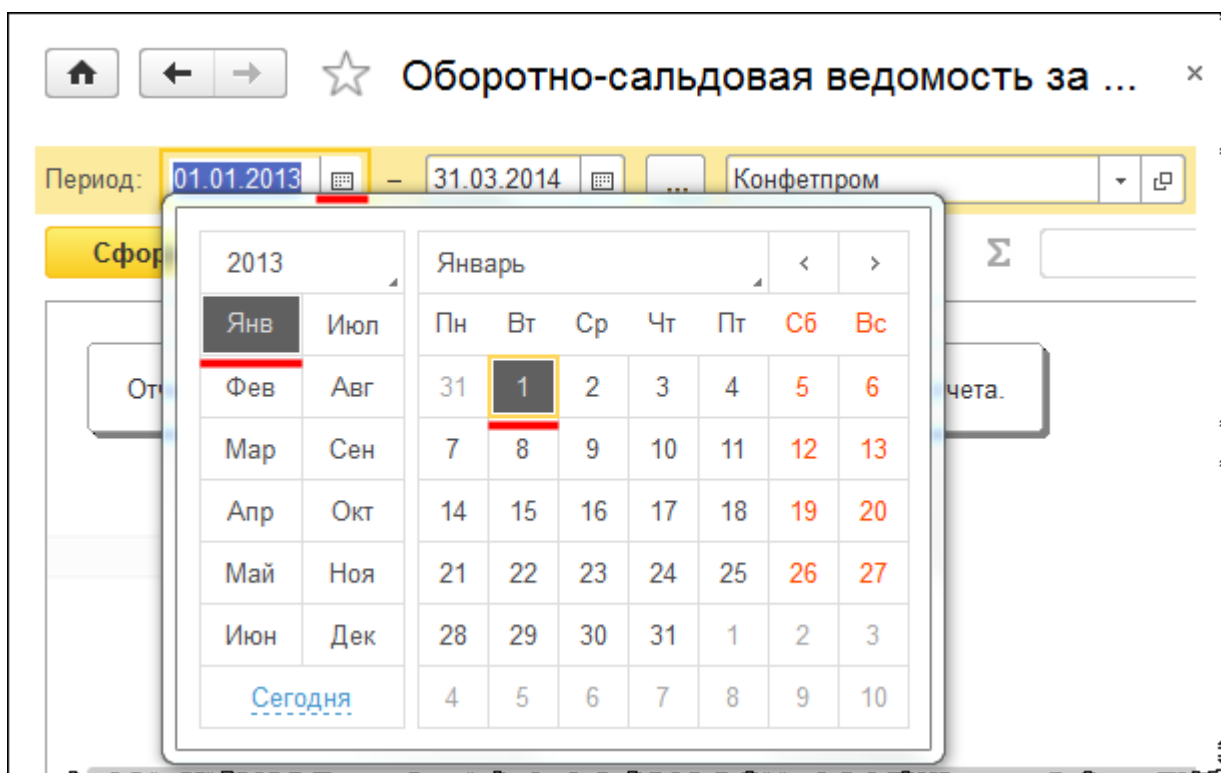 Оборотно-сальдовая ведомость за ... ×
Период: 01.01.2013 – 31.03.2014 ... Конфетпром
Сфор Σ
2013 Январь < >
Янв Июл Пн Вт Ср Чт Пт Сб Вс
Фев Авг 31 1 2 3 4 5 6
Мар Сен 7 8 9 10 11 12 13
Апр Окт 14 15 16 17 18 19 20
Май Ноя 21 22 23 24 25 26 27
Июн Дек 28 29 30 31 1 2 3
Сегодня 4 5 6 7 8 9 10